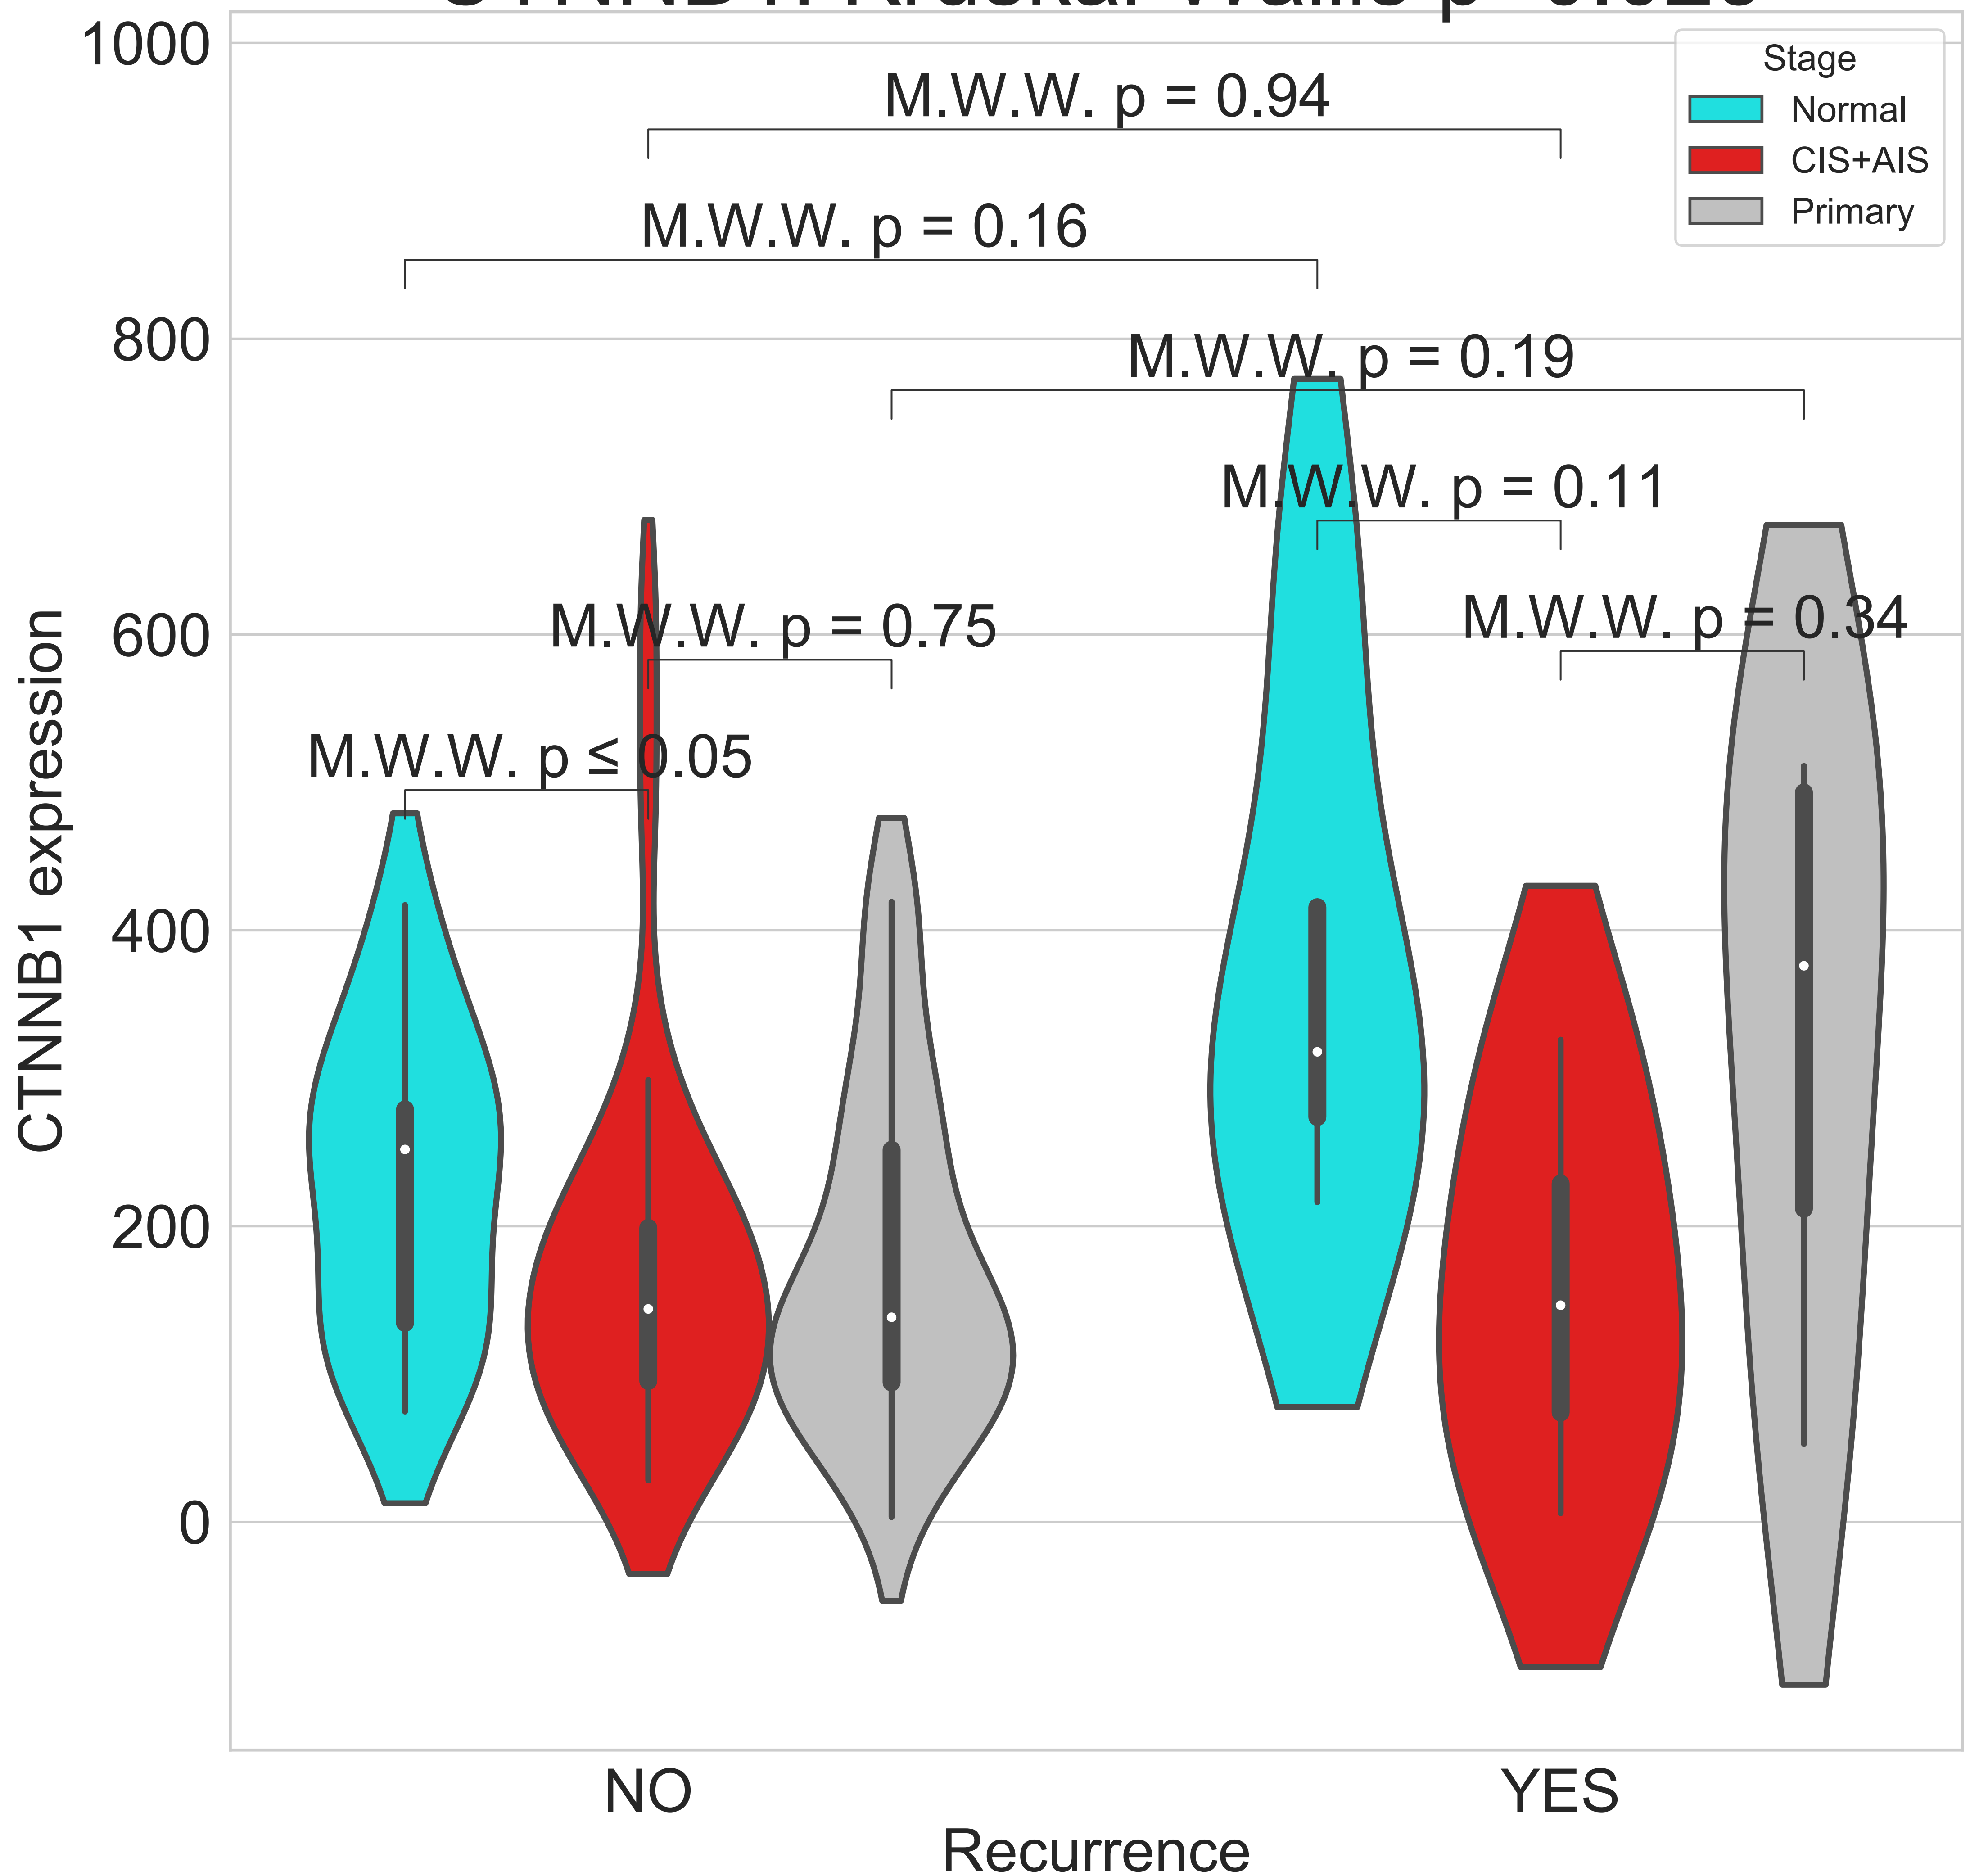 1000
800
600
400
200
0
CTNNB1 expression
Stage
Normal
CIS+AIS
Primary
M.W.W. p = 0.94
M.W.W. p = 0.16
M.W.W. p = 0.19
M.W.W. p = 0.11
M.W.W. p = 0.34
M.W.W. p = 0.75
M.W.W. p ≤ 0.05
NO
YES
Recurrence